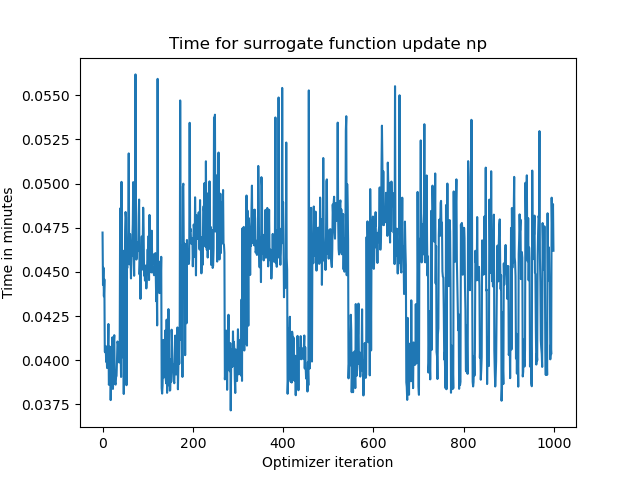 Time for surrogate function update np
0.0550
0.0525
0.0500
0.0475
0.0450
0.0425
0.0400
0.0375
Time in minutes
0 200 400 600 800 1000
Optimizer iteration